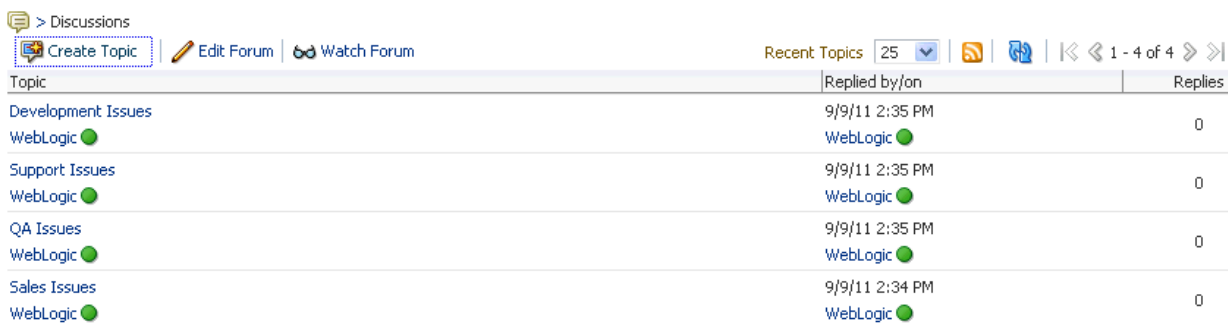 > Discussions
Create Topic Edit Forum Watch Forum Recent Topics 25 1 - 4 of 4
Topic Replied by/on Replies
Development Issues 9/9/11 2:35 PM
WebLogic WebLogic 0
Support Issues 9/9/11 2:35 PM
WebLogic WebLogic 0
QA Issues 9/9/11 2:35 PM
WebLogic WebLogic 0
Sales Issues 9/9/11 2:34 PM
WebLogic WebLogic 0